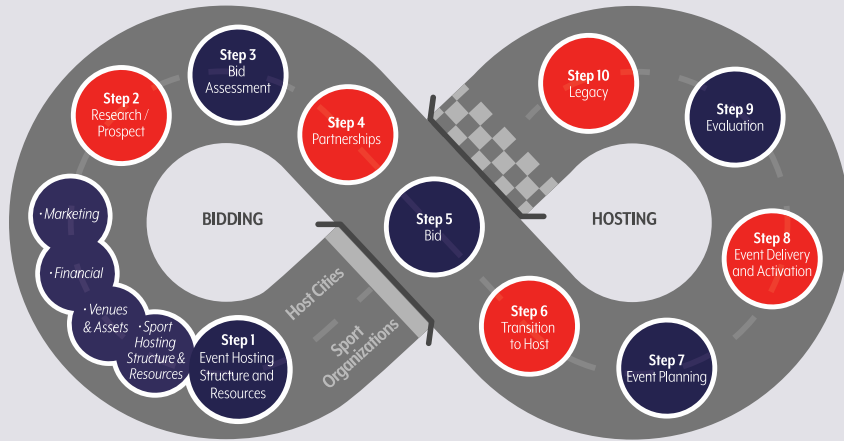 Step 3
Bid
Assessment
Step 2
Research /
Prospect
Step 4
Partnerships
· Marketing
· Financial
· Venues
& Assets
· Sport
Hosting
Structure &
Resources
Step 1
Event Hosting
Structure and
Resources
BIDDING
Host Cities
Sport
Organizations
Step 5
Bid
Step 6
Transition
to Host
Step 7
Event Planning
Step 8
Event Delivery
and Activation
Step 9
Evaluation
Step 10
Legacy
HOSTING